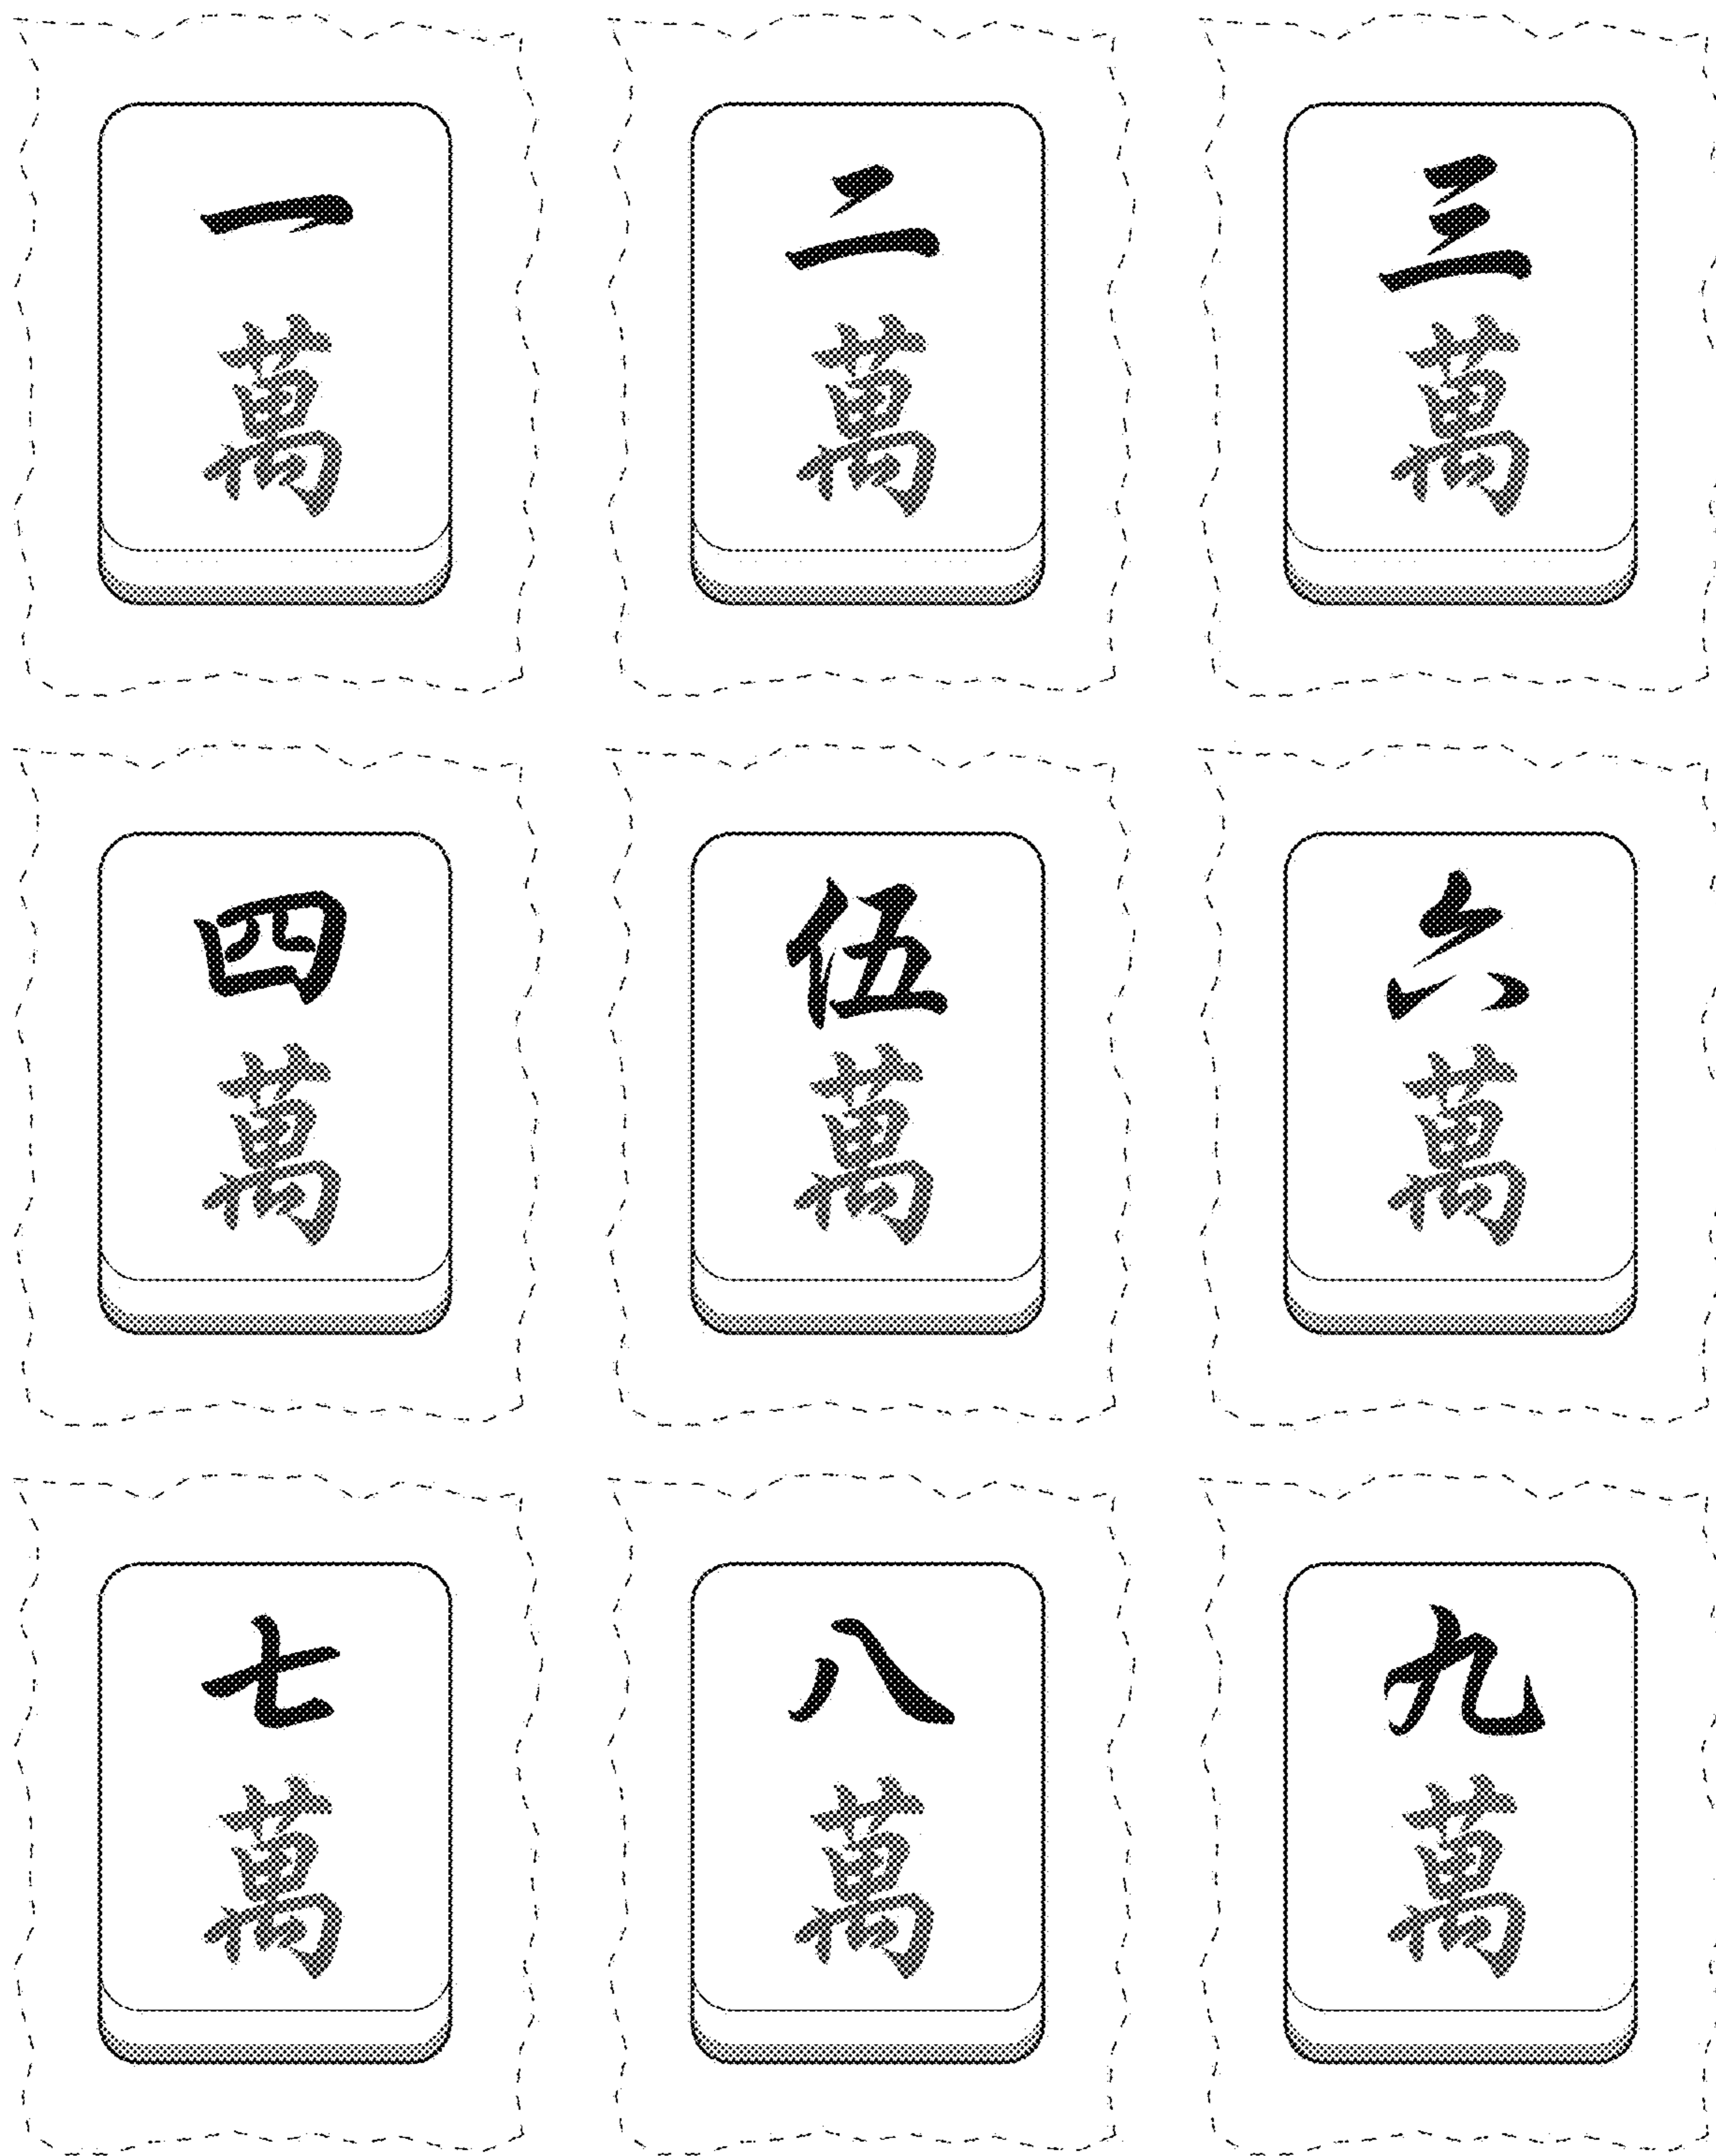 一 二 三
萬 萬 萬
四 伍 六
萬 萬 萬
七 八 九
萬 萬 萬